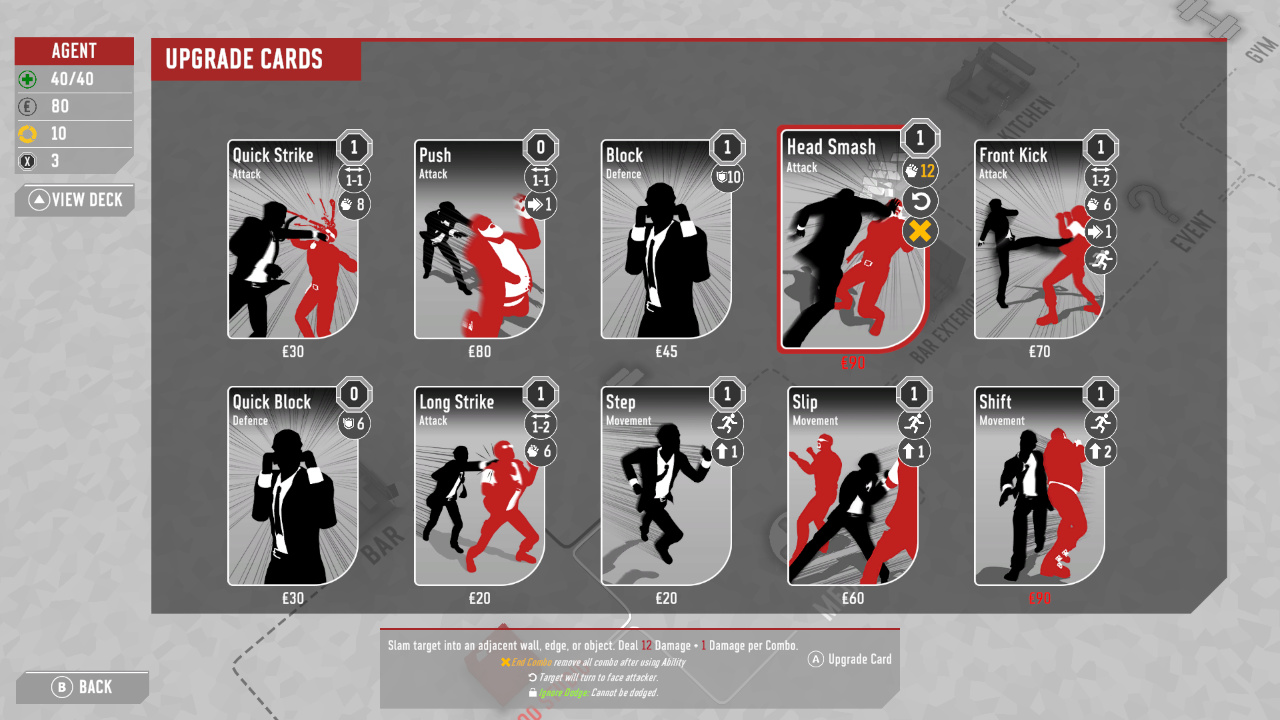 AGENT
40/40
£ 80
10
X 3
VIEW DECK
UPGRADE CARDS
GYM
KITCHEN
EVENT
BAR EXTERIO
BAR
Quick Strike
Attack
1
1-1
8
£30
Push
Attack
0
1-1
1
£80
Block
Defence
1
10
£45
Head Smash
Attack
1
12
£90
Front Kick
Attack
1
1-2
6
1
£70
Quick Block
Defence
0
6
£30
Long Strike
Attack
1
1-2
6
£20
Step
Movement
1
1
£20
Slip
Movement
1
1
£60
Shift
Movement
1
2
£90
Slam target into an adjacent wall, edge, or object. Deal 12 Damage + 1 Damage per Combo.
End Combo remove all combo after using Ability
Target will turn to face attacker.
Ignore Dodge: Cannot be dodged.
A Upgrade Card
B BACK